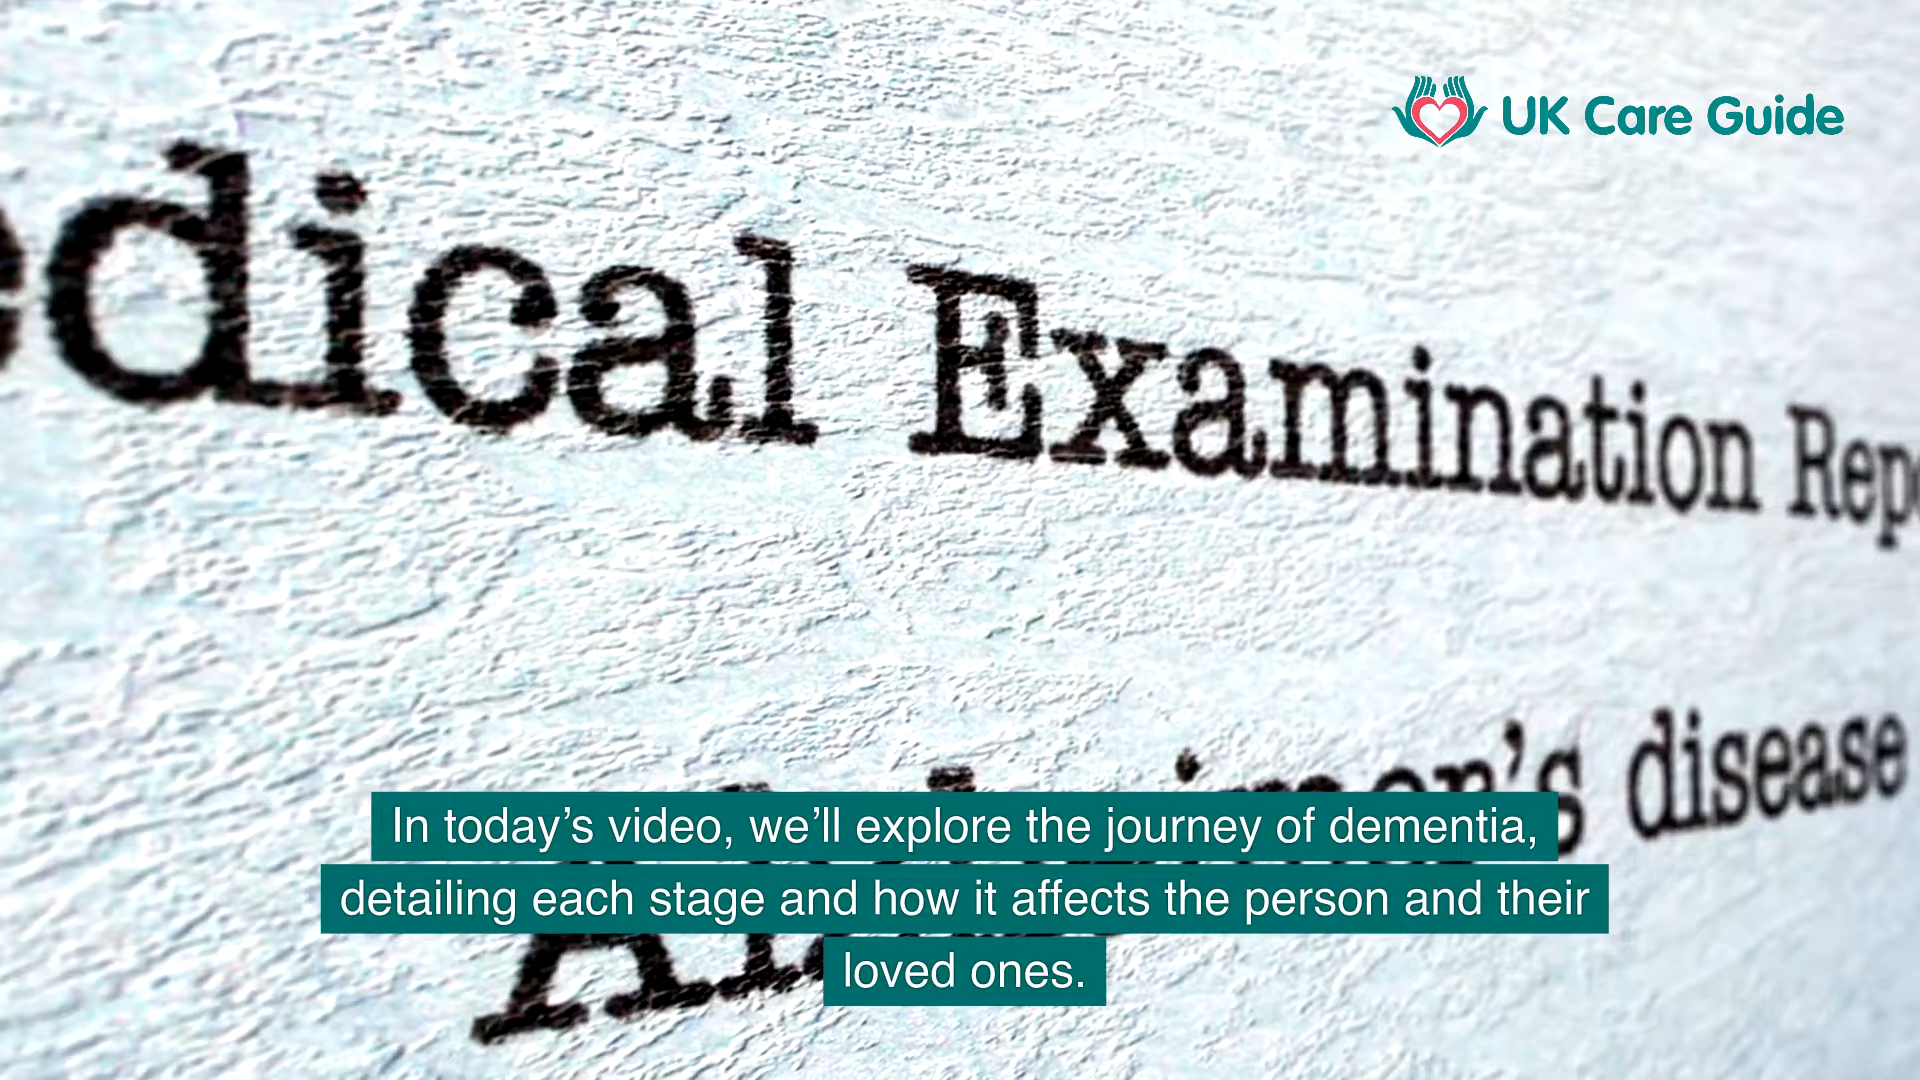 UK Care Guide
edical Examination Rep
disease
In today’s video, we’ll explore the journey of dementia,
detailing each stage and how it affects the person and their
loved ones.